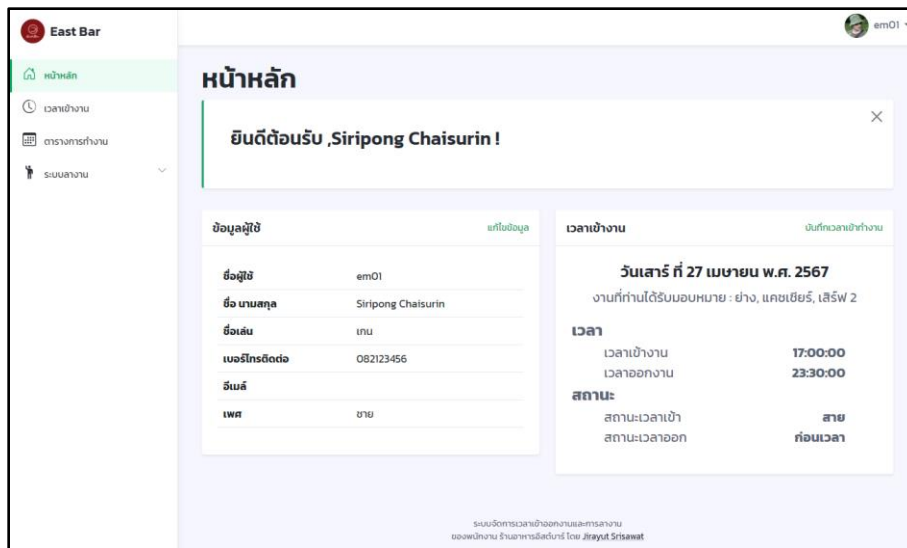 East Bar
em01
หน้าหลัก
เวลาเข้างาน
ตารางการทำงาน
ระบบลางาน
หน้าหลัก
ยินดีต้อนรับ ,Siripong Chaisurin !
ข้อมูลผู้ใช้ แก้ไขข้อมูล
ชื่อผู้ใช้ em01
ชื่อ นามสกุล Siripong Chaisurin
ชื่อเล่น เกน
เบอร์โทรติดต่อ 082123456
อีเมล์
เพศ ชาย
เวลาเข้างาน บันทึกเวลาเข้าทำงาน
วันเสาร์ ที่ 27 เมษายน พ.ศ. 2567
งานที่ท่านได้รับมอบหมาย : ย่าง, แคชเชียร์, เสิร์ฟ 2
เวลา
เวลาเข้างาน 17:00:00
เวลาออกงาน 23:30:00
สถานะ
สถานะเวลาเข้า สาย
สถานะเวลาออก ก่อนเวลา
ระบบจัดการเวลาเข้าออกงานและการลางาน
ของพนักงาน ร้านอาหารอีสต์บาร์ โดย Jirayut Srisawat